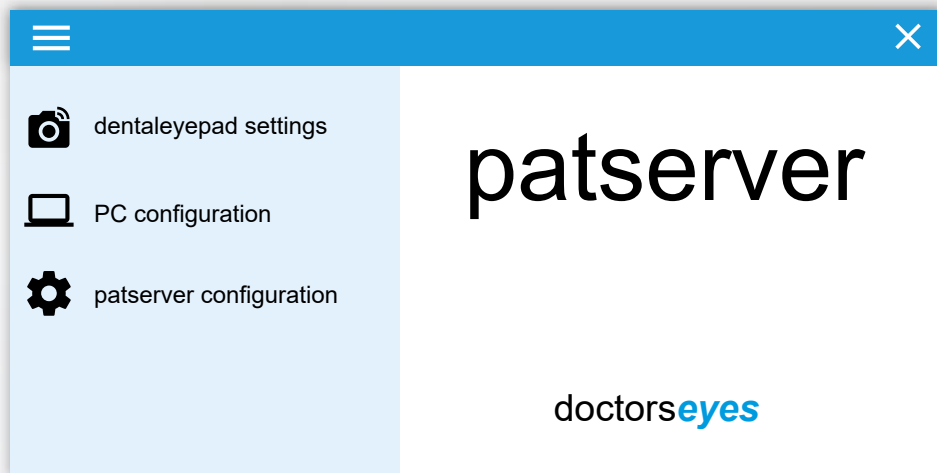 dentaleyepad settings
PC configuration
patserver configuration
patserver
doctorseyes